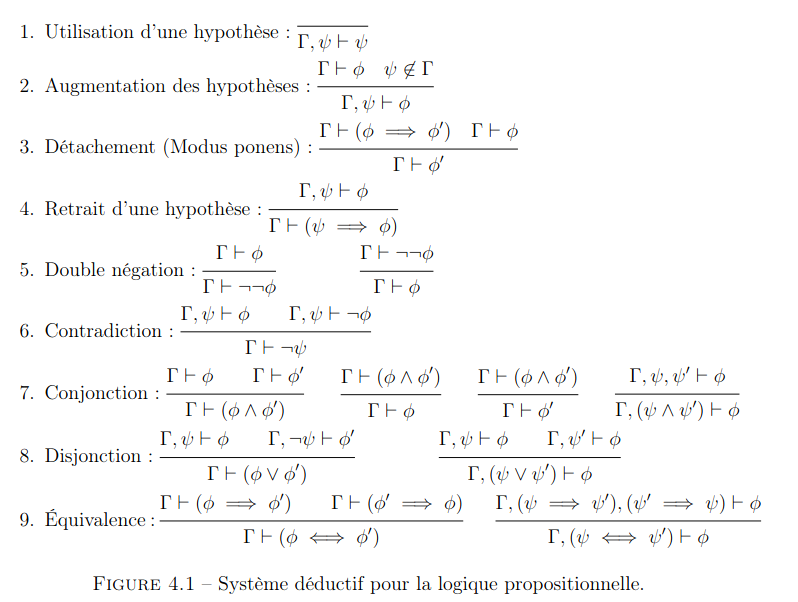 1. Utilisation d'une hypothèse : $\frac{}{\Gamma, \psi \vdash \psi}$
2. Augmentation des hypothèses : $\frac{\Gamma \vdash \phi \quad \psi \notin \Gamma}{\Gamma, \psi \vdash \phi}$
3. Détachement (Modus ponens) : $\frac{\Gamma \vdash (\phi \implies \phi') \quad \Gamma \vdash \phi}{\Gamma \vdash \phi'}$
4. Retrait d'une hypothèse : $\frac{\Gamma, \psi \vdash \phi}{\Gamma \vdash (\psi \implies \phi)}$
5. Double négation : $\frac{\Gamma \vdash \phi}{\Gamma \vdash \neg\neg\phi} \quad \frac{\Gamma \vdash \neg\neg\phi}{\Gamma \vdash \phi}$
6. Contradiction : $\frac{\Gamma, \psi \vdash \phi \quad \Gamma, \psi \vdash \neg\phi}{\Gamma \vdash \neg\psi}$
7. Conjonction : $\frac{\Gamma \vdash \phi \quad \Gamma \vdash \phi'}{\Gamma \vdash (\phi \wedge \phi')} \quad \frac{\Gamma \vdash (\phi \wedge \phi')}{\Gamma \vdash \phi} \quad \frac{\Gamma \vdash (\phi \wedge \phi')}{\Gamma \vdash \phi'} \quad \frac{\Gamma, \psi, \psi' \vdash \phi}{\Gamma, (\psi \wedge \psi') \vdash \phi}$
8. Disjonction : $\frac{\Gamma, \psi \vdash \phi \quad \Gamma, \neg\psi \vdash \phi'}{\Gamma \vdash (\phi \vee \phi')} \quad \frac{\Gamma, \psi \vdash \phi \quad \Gamma, \psi' \vdash \phi}{\Gamma, (\psi \vee \psi') \vdash \phi}$
9. Équivalence : $\frac{\Gamma \vdash (\phi \implies \phi') \quad \Gamma \vdash (\phi' \implies \phi)}{\Gamma \vdash (\phi \iff \phi')} \quad \frac{\Gamma, (\psi \implies \psi'), (\psi' \implies \psi) \vdash \phi}{\Gamma, (\psi \iff \psi') \vdash \phi}$
FIGURE 4.1 – Système déductif pour la logique propositionnelle.